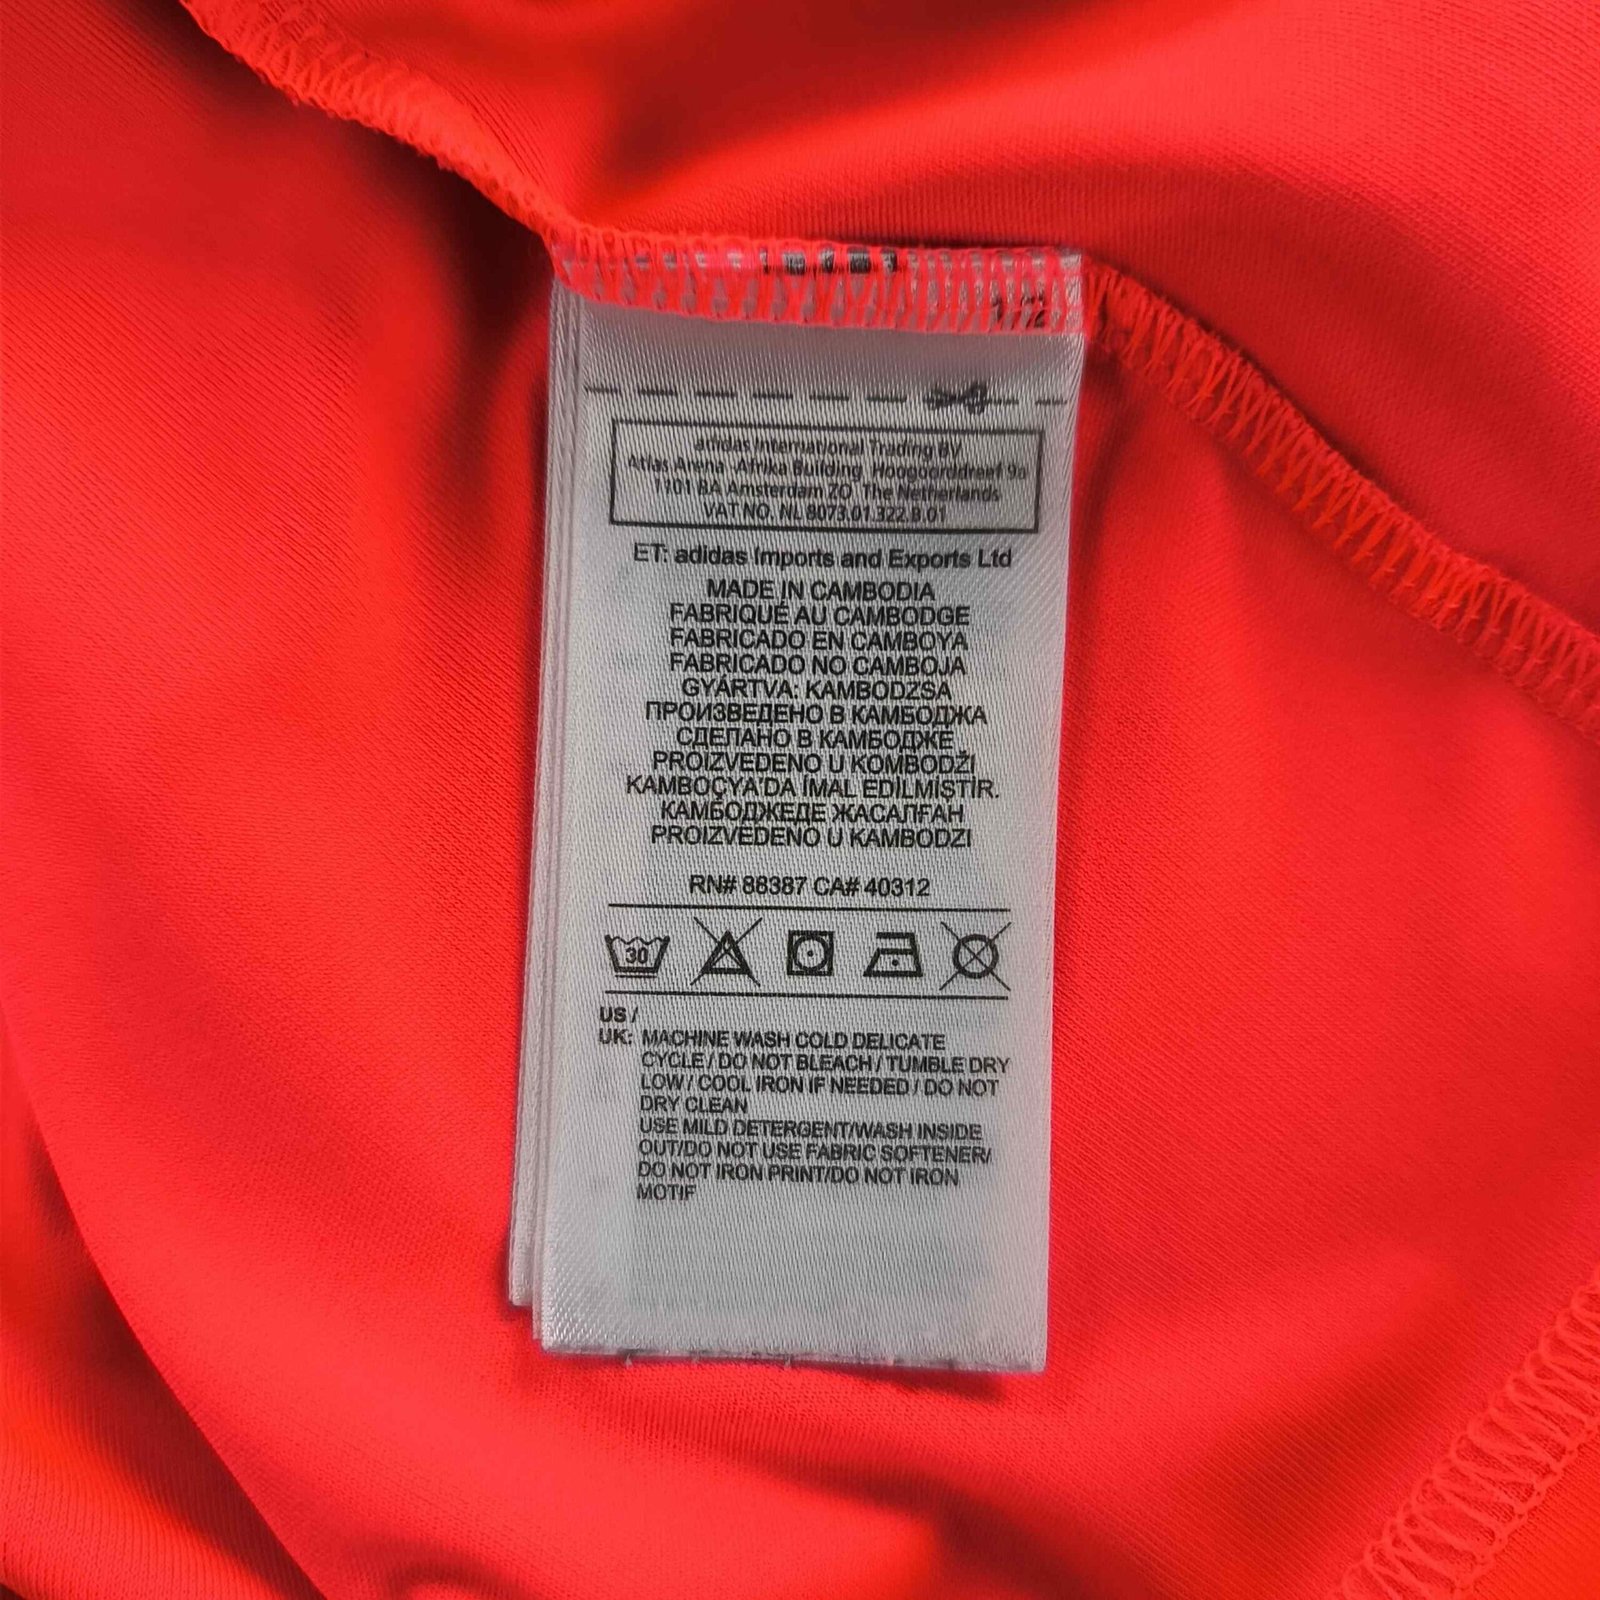 adidas International Trading BV
Atlas Arena Afrika Building, Hoogoorddreef 9a
1101 BA Amsterdam ZO The Netherlands
VAT NO. NL 8073.01.322.B.01
ET: adidas Imports and Exports Ltd
MADE IN CAMBODIA
FABRIQUÉ AU CAMBODGE
FABRICADO EN CAMBOYA
FABRICADO NO CAMBOJA
GYÁRTVA: KAMBODZSA
ПРОИЗВЕДЕНО В КАМБОДЖА
СДЕЛАНО В КАМБОДЖЕ
PROIZVEDENO U KOMBODŽI
KAMBOÇYA'DA İMAL EDİLMİŞTİR.
КАМБОДЖЕДЕ ЖАСАЛҒАН
PROIZVEDENO U KAMBODZI
RN# 88387 CA# 40312
30
US /
UK: MACHINE WASH COLD DELICATE
CYCLE / DO NOT BLEACH / TUMBLE DRY
LOW / COOL IRON IF NEEDED / DO NOT
DRY CLEAN
USE MILD DETERGENT/WASH INSIDE
OUT/DO NOT USE FABRIC SOFTENER/
DO NOT IRON PRINT/DO NOT IRON
MOTIF